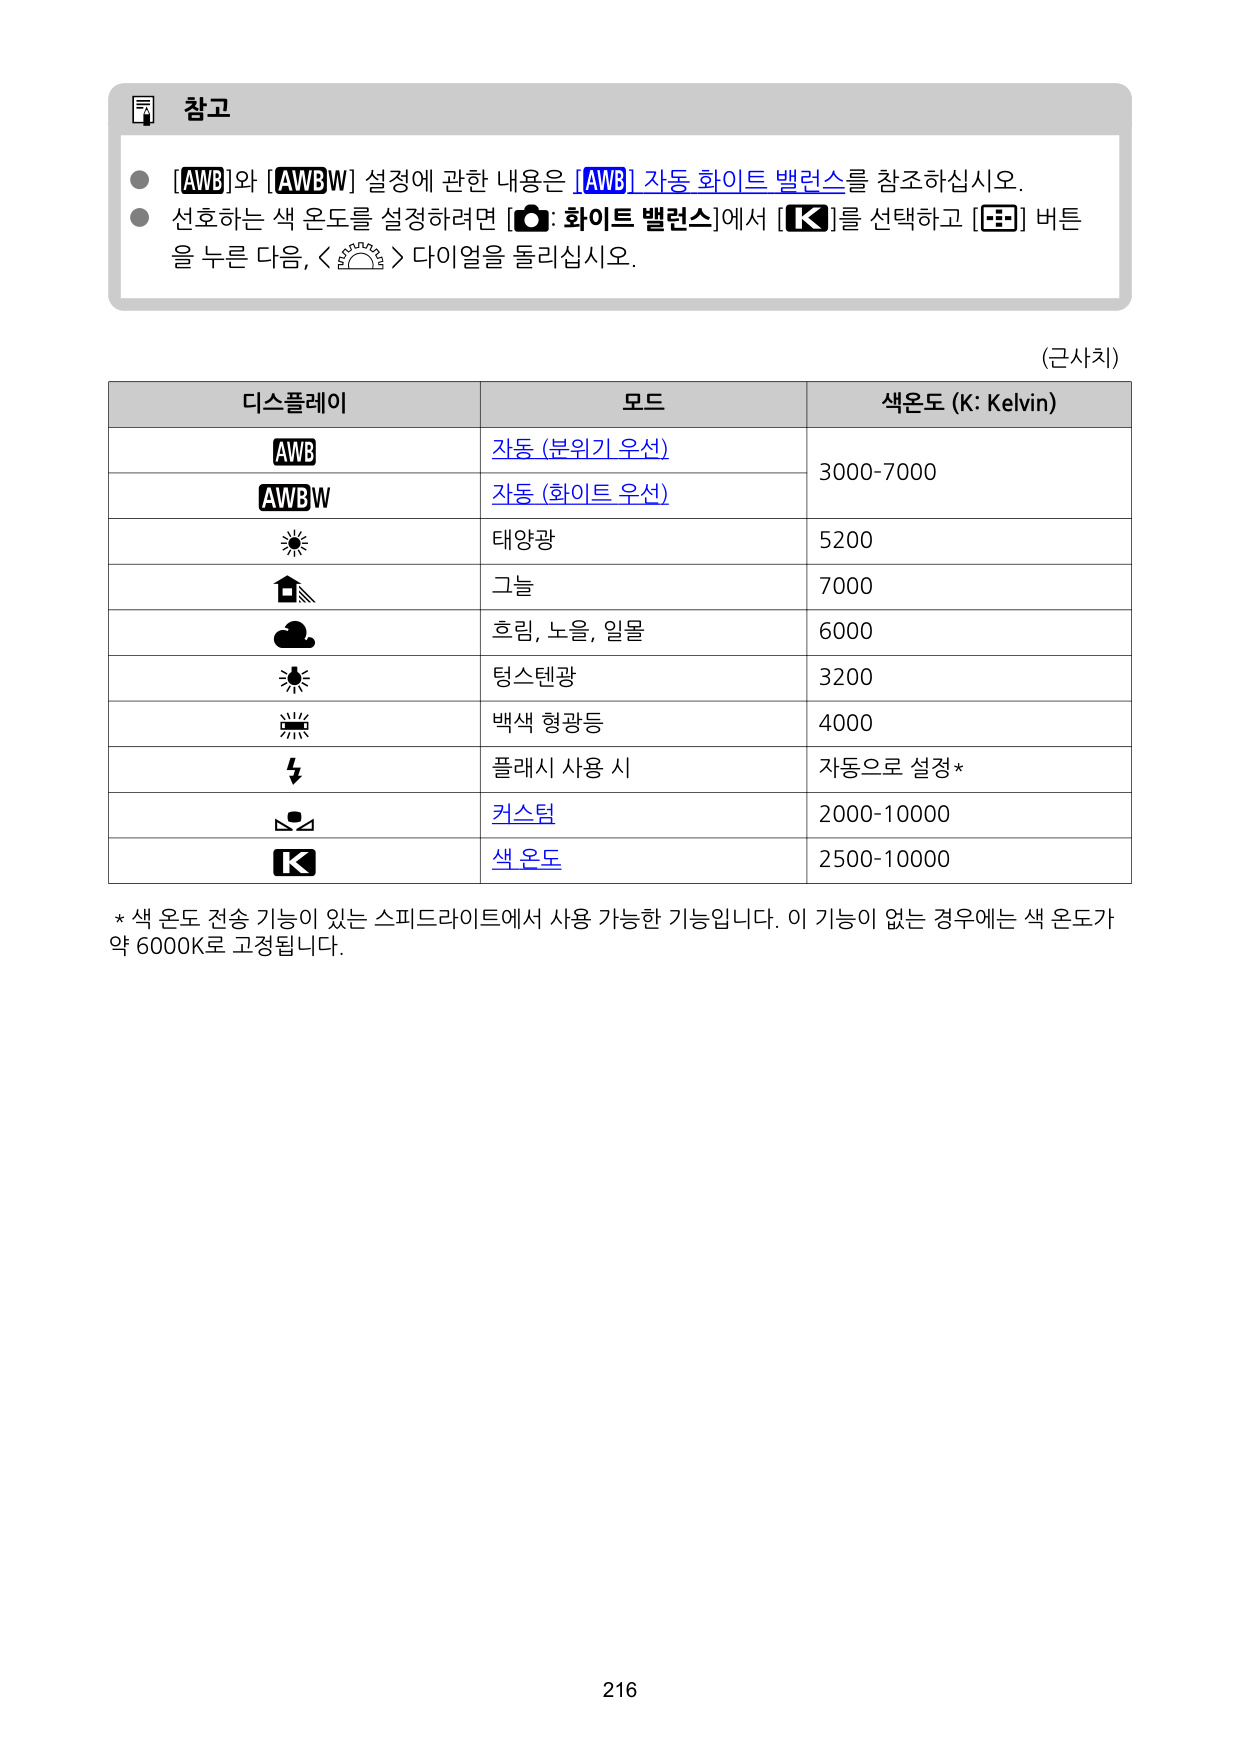 참고
● [AWB]와 [AWBW] 설정에 관한 내용은 [AWB] 자동 화이트 밸런스를 참조하십시오.
● 선호하는 색 온도를 설정하려면 [: 화이트 밸런스]에서 [K]를 선택하고 [] 버튼
을 누른 다음, < > 다이얼을 돌리십시오.
(근사치)
디스플레이 모드 색온도 (K: Kelvin)
AWB 자동 (분위기 우선) 3000-7000
AWBW 자동 (화이트 우선)
태양광 5200
그늘 7000
흐림, 노을, 일몰 6000
텅스텐광 3200
백색 형광등 4000
플래시 사용 시 자동으로 설정*
커스텀 2000-10000
K 색 온도 2500-10000
* 색 온도 전송 기능이 있는 스피드라이트에서 사용 가능한 기능입니다. 이 기능이 없는 경우에는 색 온도가
약 6000K로 고정됩니다.
216